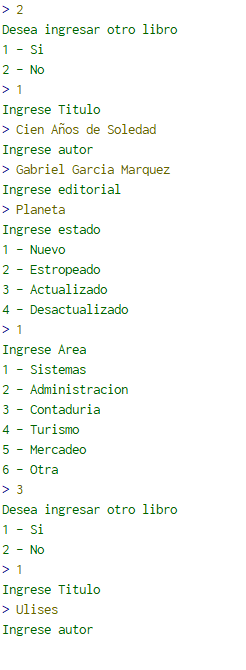 > 2
Desea ingresar otro libro
1 - Si
2 - No
> 1
Ingrese Titulo
> Cien Años de Soledad
Ingrese autor
> Gabriel Garcia Marquez
Ingrese editorial
> Planeta
Ingrese estado
1 - Nuevo
2 - Estropeado
3 - Actualizado
4 - Desactualizado
> 1
Ingrese Area
1 - Sistemas
2 - Administracion
3 - Contaduria
4 - Turismo
5 - Mercadeo
6 - Otra
> 3
Desea ingresar otro libro
1 - Si
2 - No
> 1
Ingrese Titulo
> Ulises
Ingrese autor